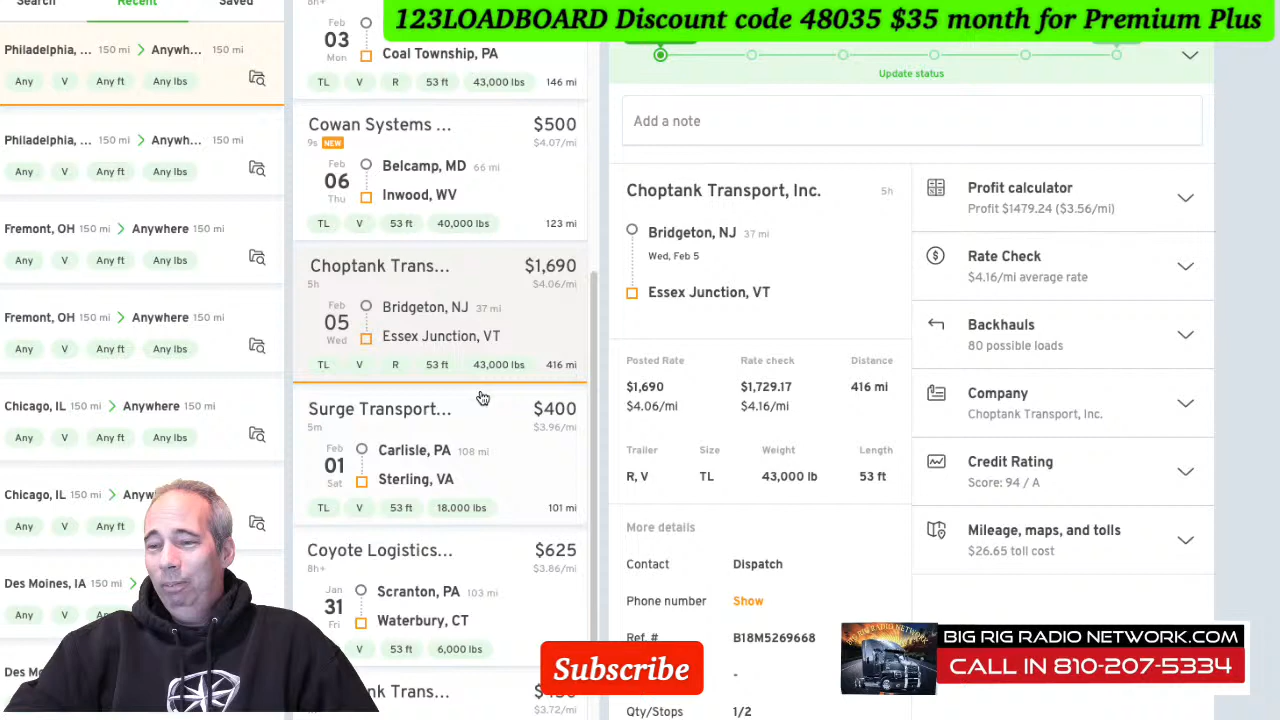 123LOADBOARD Discount code 48035 $35 month for Premium Plus
Search Recent Saved
Philadelphia, ... 150 mi Anywh... 150 mi
Any V Any ft Any lbs
Philadelphia, ... 150 mi Anywh... 150 mi
Any V Any ft Any lbs
Fremont, OH 150 mi Anywhere 150 mi
Any V Any ft Any lbs
Fremont, OH 150 mi Anywhere 150 mi
Any V Any ft Any lbs
Chicago, IL 150 mi Anywhere 150 mi
Any V Any ft Any lbs
Chicago, IL 150 mi Anyw
Any V Any ft
Des Moines, IA 150 mi
Any
Des Mo
8h+
Feb
03
Mon
Coal Township, PA
TL V R 53 ft 43,000 lbs 146 mi
Cowan Systems ... $500
9s NEW $4.07/mi
Feb
06
Thu
Belcamp, MD 66 mi
Inwood, WV
TL V 53 ft 40,000 lbs 123 mi
Choptank Trans... $1,690
5h $4.06/mi
Feb
05
Wed
Bridgeton, NJ 37 mi
Essex Junction, VT
TL V R 53 ft 43,000 lbs 416 mi
Surge Transport... $400
5m $3.96/mi
Feb
01
Sat
Carlisle, PA 108 mi
Sterling, VA
TL V 53 ft 18,000 lbs 101 mi
Coyote Logistics... $625
8h+ $3.86/mi
Jan
31
Fri
Scranton, PA 103 mi
Waterbury, CT
V 53 ft 6,000 lbs
nk Trans...
$3.72/mi
Update status
Add a note
Choptank Transport, Inc. 5h
Bridgeton, NJ 37 mi
Wed, Feb 5
Essex Junction, VT
Posted Rate Rate check Distance
$1,690 $1,729.17 416 mi
$4.06/mi $4.16/mi
Trailer Size Weight Length
R, V TL 43,000 lb 53 ft
More details
Contact Dispatch
Phone number Show
Ref. # B18M5269668
-
Qty/Stops 1/2
Profit calculator
Profit $1479.24 ($3.56/mi)
Rate Check
$4.16/mi average rate
Backhauls
80 possible loads
Company
Choptank Transport, Inc.
Credit Rating
Score: 94 / A
Mileage, maps, and tolls
$26.65 toll cost
Subscribe
BIG RIG RADIO NETWORK.COM
CALL IN 810-207-5334